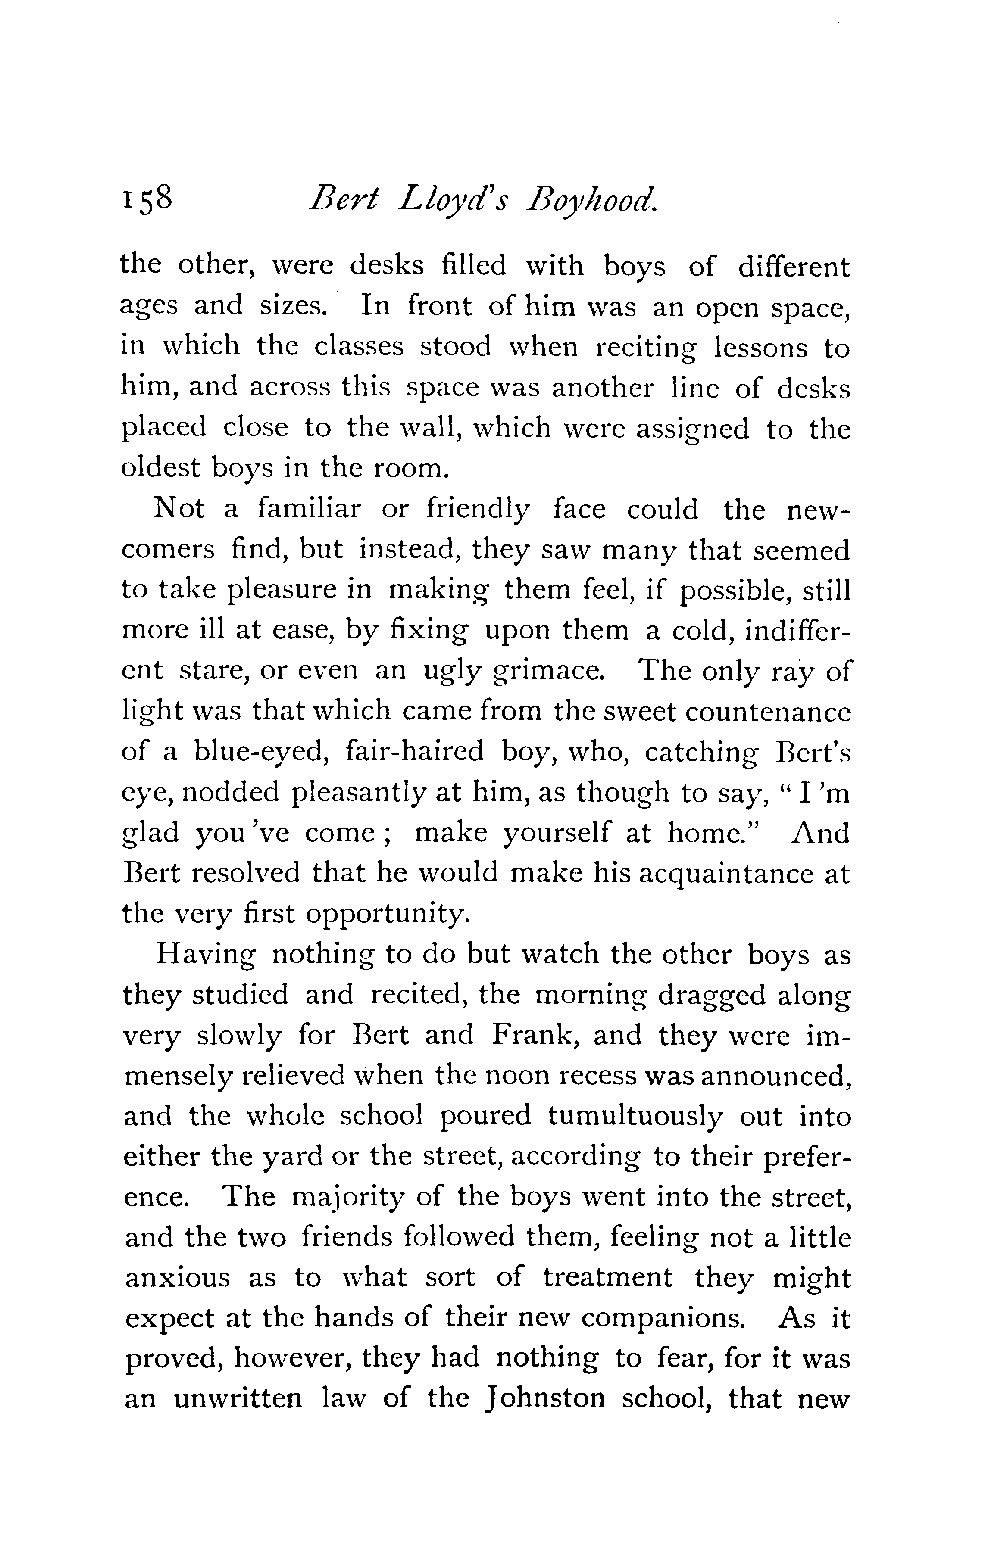 158 Bert Lloyd's Boyhood.
the other, were desks filled with boys of different
ages and sizes. In front of him was an open space,
in which the classes stood when reciting lessons to
him, and across this space was another line of desks
placed close to the wall, which were assigned to the
oldest boys in the room.
Not a familiar or friendly face could the new-
comers find, but instead, they saw many that seemed
to take pleasure in making them feel, if possible, still
more ill at ease, by fixing upon them a cold, indiffer-
ent stare, or even an ugly grimace. The only ray of
light was that which came from the sweet countenance
of a blue-eyed, fair-haired boy, who, catching Bert's
eye, nodded pleasantly at him, as though to say, "I 'm
glad you 've come ; make yourself at home." And
Bert resolved that he would make his acquaintance at
the very first opportunity.
Having nothing to do but watch the other boys as
they studied and recited, the morning dragged along
very slowly for Bert and Frank, and they were im-
mensely relieved when the noon recess was announced,
and the whole school poured tumultuously out into
either the yard or the street, according to their prefer-
ence. The majority of the boys went into the street,
and the two friends followed them, feeling not a little
anxious as to what sort of treatment they might
expect at the hands of their new companions. As it
proved, however, they had nothing to fear, for it was
an unwritten law of the Johnston school, that new